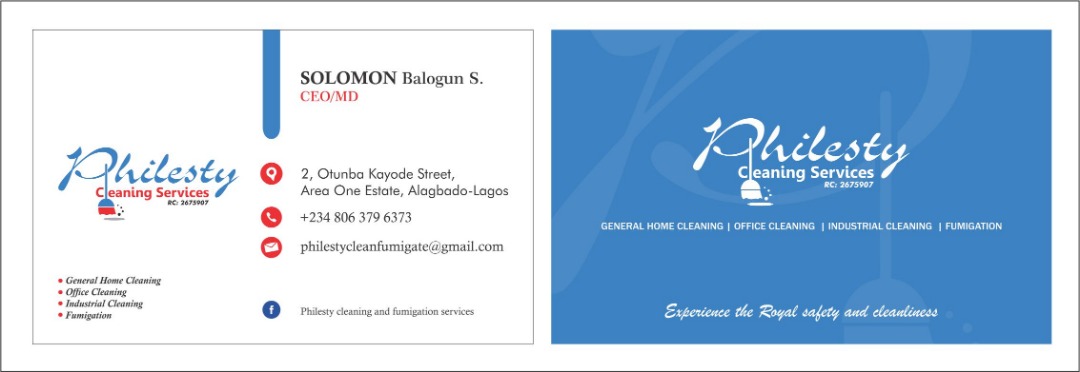 SOLOMON Balogun S.
CEO/MD
Philesty
Cleaning Services
RC: 2675907
2, Otunba Kayode Street,
Area One Estate, Alagbado-Lagos
+234 806 379 6373
philestycleanfumigate@gmail.com
• General Home Cleaning
• Office Cleaning
• Industrial Cleaning
• Fumigation
Philesty cleaning and fumigation services
Philesty
Cleaning Services
RC: 2675907
GENERAL HOME CLEANING | OFFICE CLEANING | INDUSTRIAL CLEANING | FUMIGATION
Experience the Royal safety and cleanliness